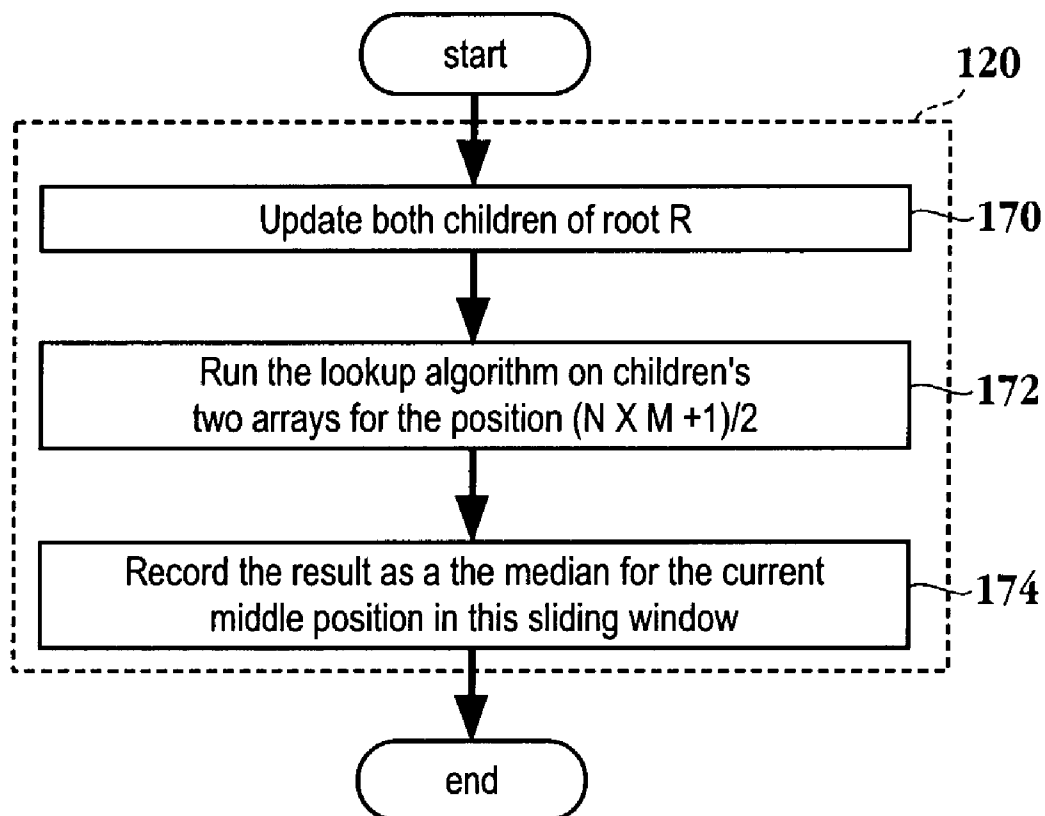 start
120
Update both children of root R
170
Run the lookup algorithm on children's
two arrays for the position (N X M +1)/2
172
Record the result as a the median for the current
middle position in this sliding window
174
end